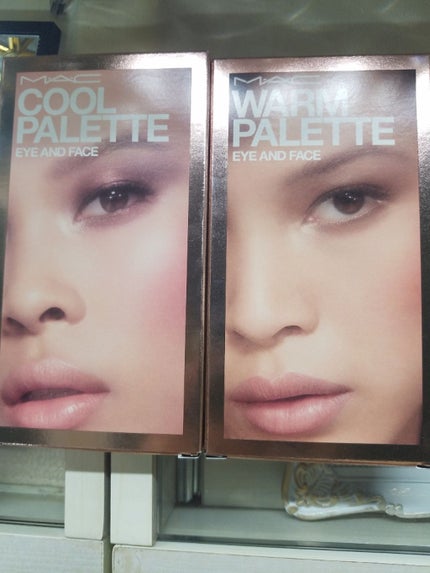 MAC
COOL
PALETTE
EYE AND FACE
MAC
WARM
PALETTE
EYE AND FACE